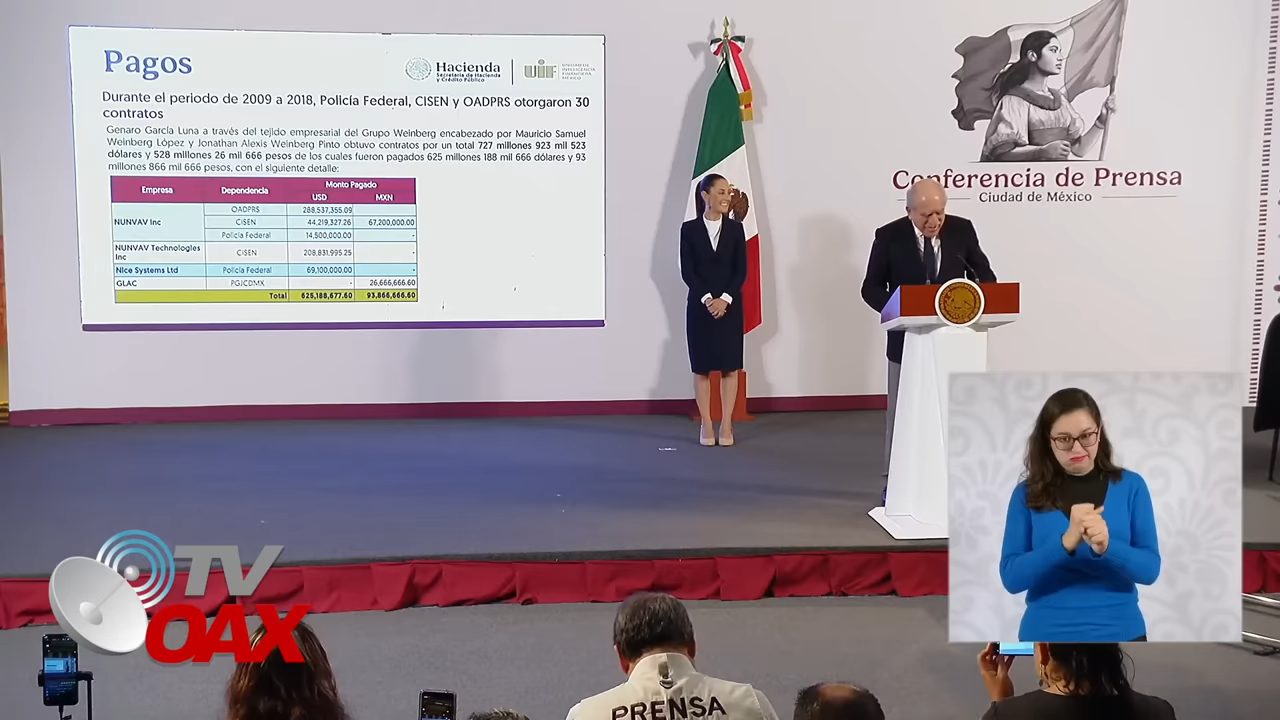 Pagos
Hacienda
Secretaría de Hacienda
y Crédito Público
UIF
UNIDAD DE
INTELIGENCIA
FINANCIERA
MÉXICO
Durante el periodo de 2009 a 2018, Policía Federal, CISEN y OADPRS otorgaron 30
contratos
Genaro García Luna a través del tejido empresarial del Grupo Weinberg encabezado por Mauricio Samuel
Weinberg López y Jonathan Alexis Weinberg Pinto obtuvo contratos por un total 727 millones 923 mil 523
dólares y 528 millones 26 mil 666 pesos de los cuales fueron pagados 625 millones 188 mil 666 dólares y 93
millones 866 mil 666 pesos, con el siguiente detalle:
Empresa Dependencia Monto Pagado
USD MXN
NUNVAV Inc OADPRS 288,537,355.09 -
CISEN 44,219,327.26 67,200,000.00
Policía Federal 14,500,000.00 -
NUNVAV Technologies
Inc CISEN 208,831,995.25 -
Nice Systems Ltd Policía Federal 69,100,000.00 -
GLAC PGJCDMX - 26,666,666.60
Total 625,188,677.60 93,866,666.60
Conferencia de Prensa
Ciudad de México
TV
OAX
PRENSA